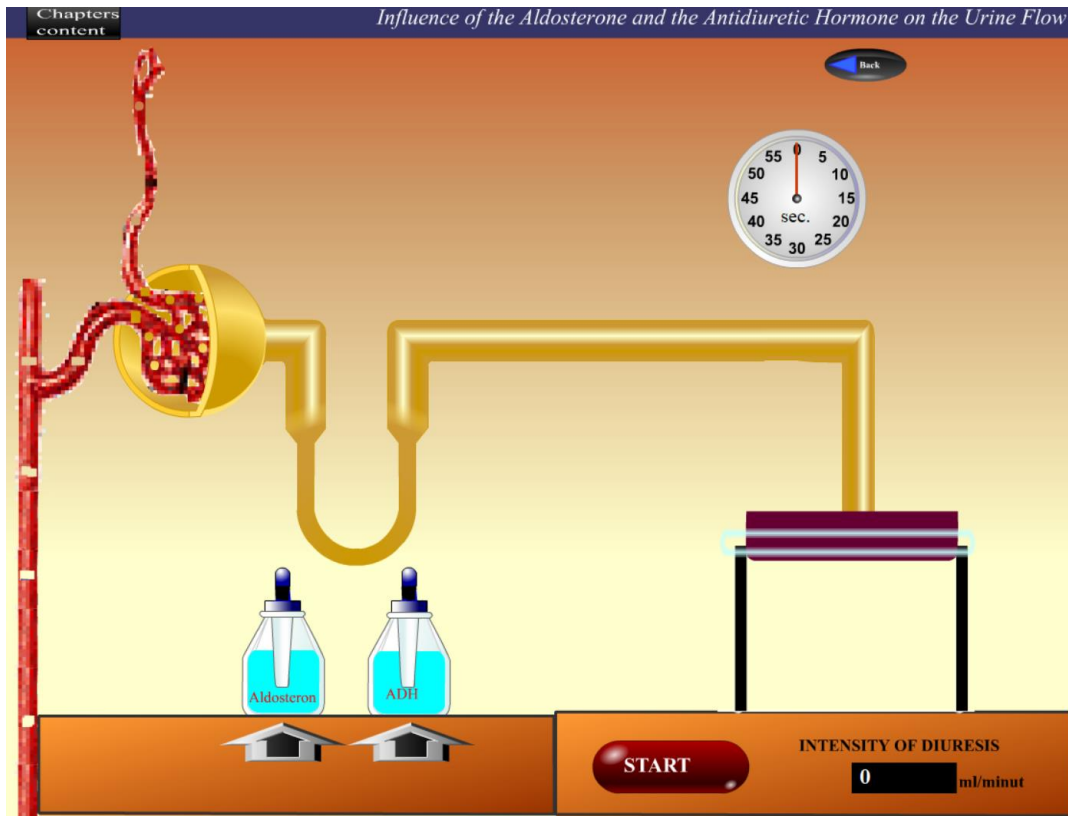 Chapters
content
Influence of the Aldosterone and the Antidiuretic Hormone on the Urine Flow
Back
0
5
10
15
20
25
30
35
40
45
50
55
sec.
Aldosteron
ADH
START
INTENSITY OF DIURESIS
0
ml/minut